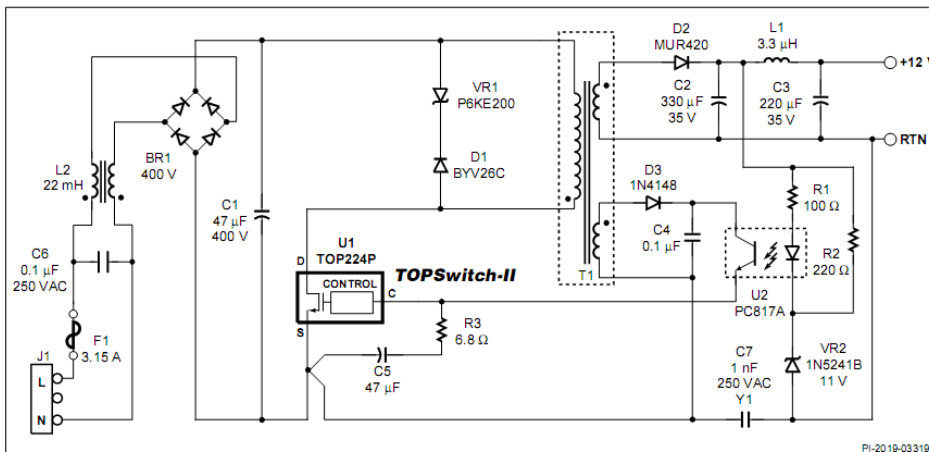 D2
MUR420
L1
3.3 µH
+12 V
C2
330 µF
35 V
C3
220 µF
35 V
RTN
VR1
P6KE200
BR1
400 V
L2
22 mH
D1
BYV26C
D3
1N4148
R1
100 Ω
C1
47 µF
400 V
C4
0.1 µF
R2
220 Ω
U1
TOP224P
TOPSwitch-II
T1
C6
0.1 µF
250 VAC
D
CONTROL
C
S
U2
PC817A
R3
6.8 Ω
F1
3.15 A
C5
47 µF
C7
1 nF
250 VAC
Y1
VR2
1N5241B
11 V
J1
L
N
PI-2019-03319